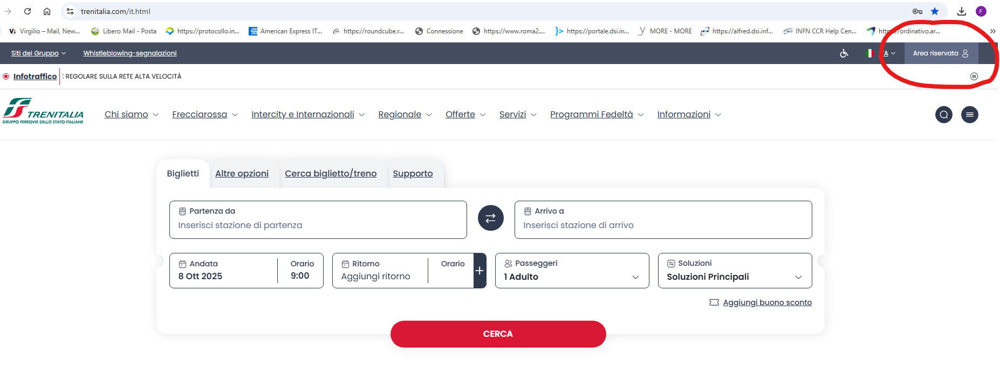 trenitalia.com/it.html
F
Virgilio – Mail, New... Libero Mail - Posta https://protocollo.in... American Express IT... https://roundcube.r... Connessione https://www.roma2.... https://portale.dsi.in... MORE - MORE https://alfred.dsi.inf... INFN CCR Help Cen... https://ordinativo.ar...
Siti del Gruppo Whistleblowing-segnalazioni Area riservata
Infotraffico E REGOLARE SULLA RETE ALTA VELOCITÀ
TRENITALIA
GRUPPO FERROVIE DELLO STATO ITALIANE
Chi siamo Frecciarossa Intercity e Internazionali Regionale Offerte Servizi Programmi Fedeltà Informazioni
Biglietti Altre opzioni Cerca biglietto/treno Supporto
Partenza da Arrivo a
Inserisci stazione di partenza Inserisci stazione di arrivo
Andata Orario Ritorno Orario Passeggeri Soluzioni
8 Ott 2025 9:00 Aggiungi ritorno + 1 Adulto Soluzioni Principali
Aggiungi buono sconto
CERCA